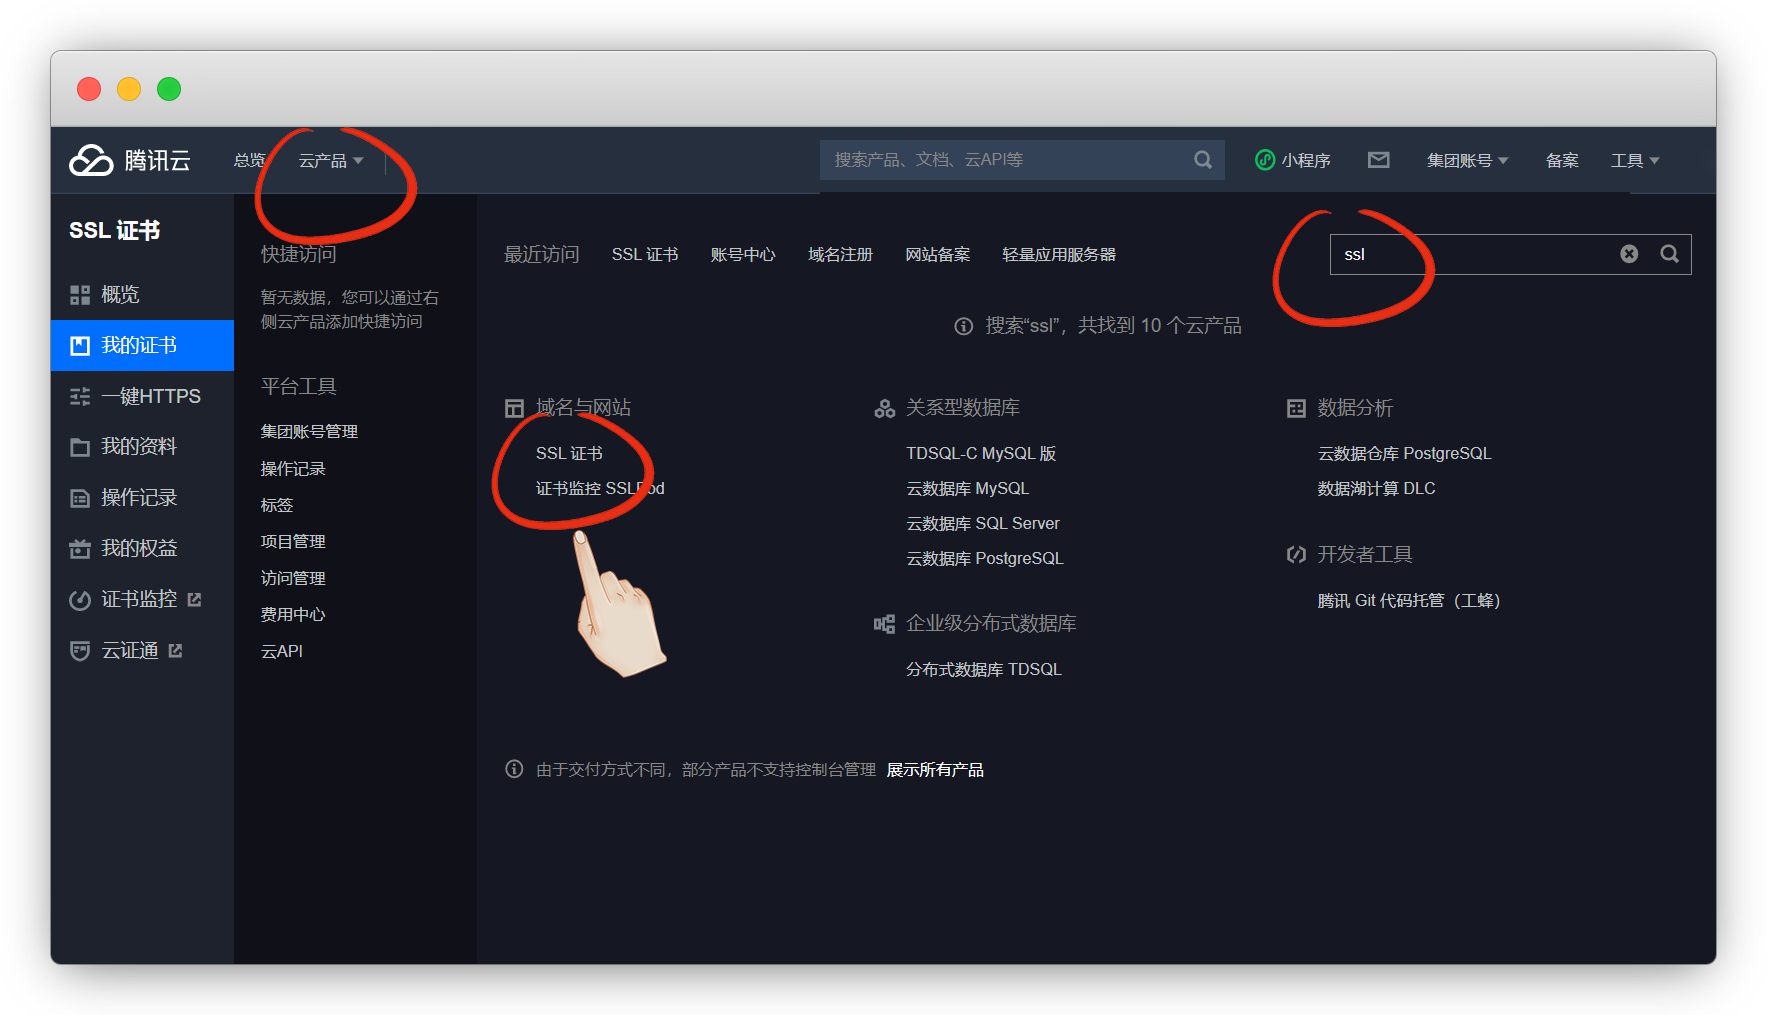 腾讯云
总览
云产品
搜索产品、文档、云API等
小程序
集团账号
备案
工具
SSL 证书
概览
我的证书
一键HTTPS
我的资料
操作记录
我的权益
证书监控
云证通
快捷访问
暂无数据，您可以通过右
侧云产品添加快捷访问
平台工具
集团账号管理
操作记录
标签
项目管理
访问管理
费用中心
云API
最近访问 SSL 证书 账号中心 域名注册 网站备案 轻量应用服务器
ssl
搜索“ssl”，共找到 10 个云产品
域名与网站
SSL 证书
证书监控 SSLPod
关系型数据库
TDSQL-C MySQL 版
云数据库 MySQL
云数据库 SQL Server
云数据库 PostgreSQL
企业级分布式数据库
分布式数据库 TDSQL
数据分析
云数据仓库 PostgreSQL
数据湖计算 DLC
开发者工具
腾讯 Git 代码托管（工蜂）
由于交付方式不同，部分产品不支持控制台管理 展示所有产品